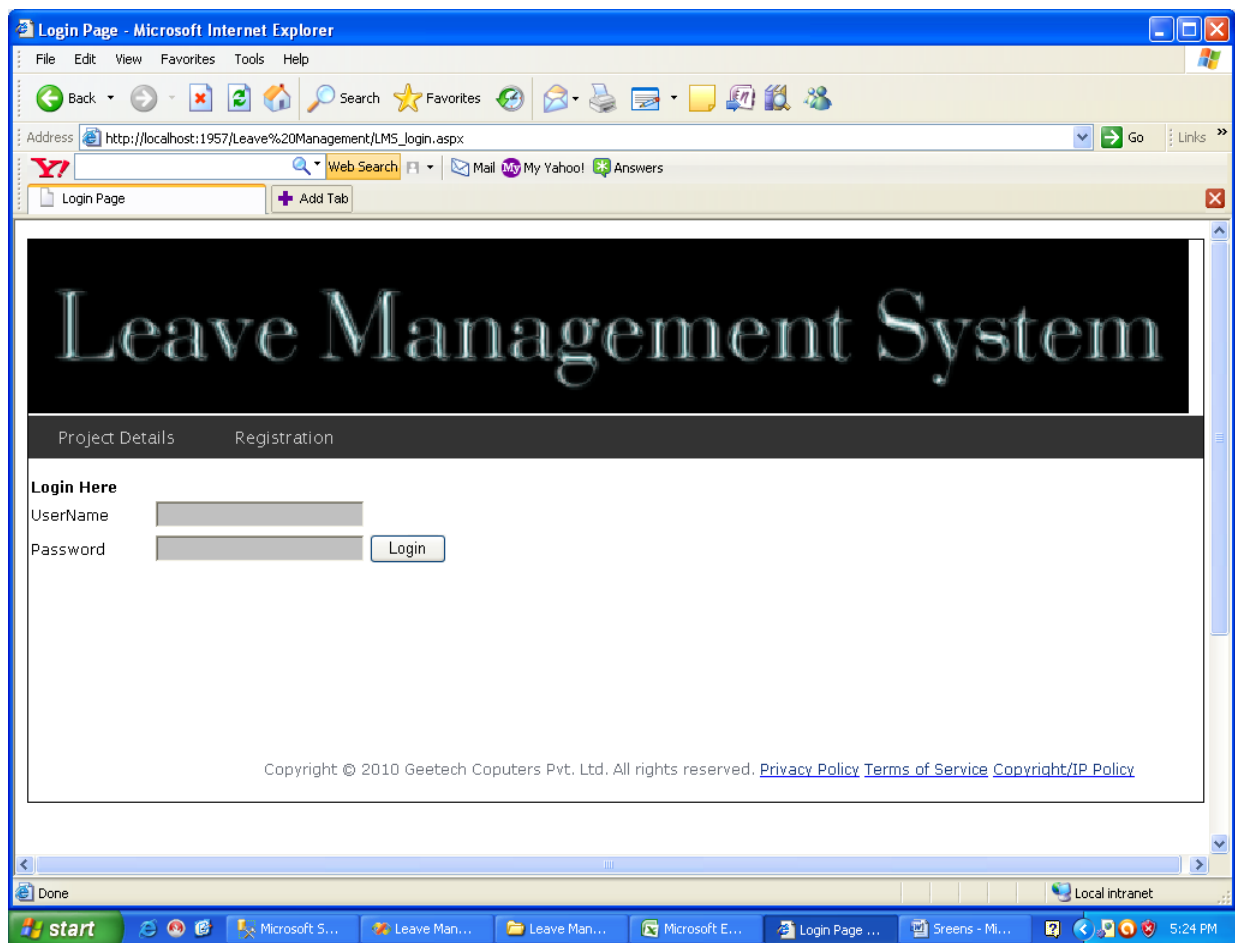 Login Page - Microsoft Internet Explorer
File Edit View Favorites Tools Help
Back Search Favorites
Address http://localhost:1957/Leave%20Management/LMS_login.aspx Go Links »
Y! Web Search Mail My My Yahoo! Answers
Login Page Add Tab
Leave Management System
Project Details Registration
Login Here
UserName
Password Login
Copyright © 2010 Geetech Coputers Pvt. Ltd. All rights reserved. Privacy Policy Terms of Service Copyright/IP Policy
Done Local intranet
start Microsoft S... Leave Man... Leave Man... Microsoft E... Login Page ... Sreens - Mi... 5:24 PM